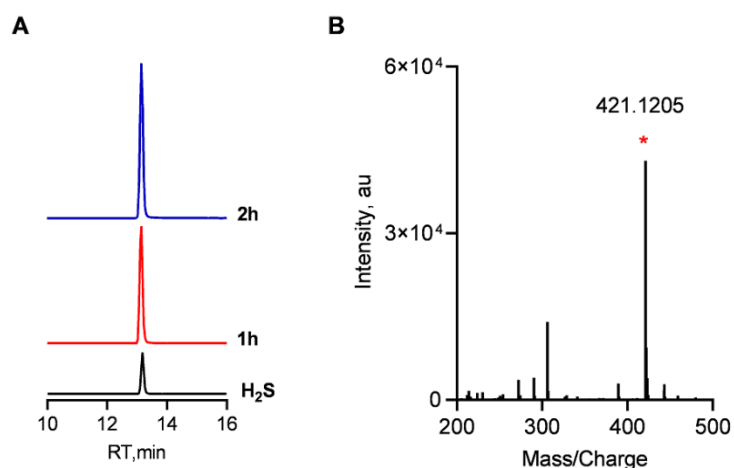 A
2h
1h
H₂S
10 12 14 16
RT,min
B
6×10⁴
421.1205
*
3×10⁴
Intensity, au
0
200 300 400 500
Mass/Charge